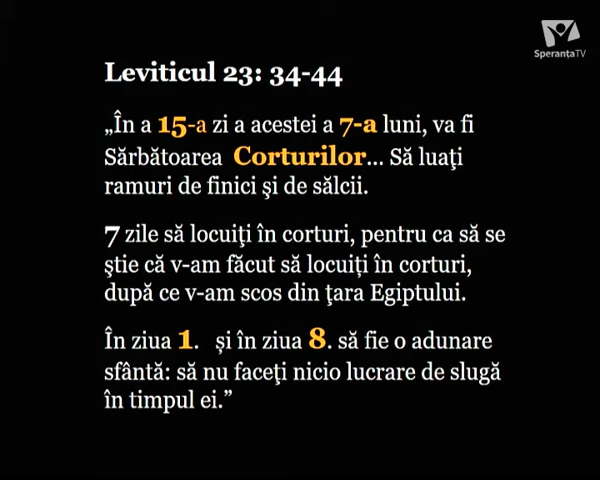 SperanțaTV
Leviticul 23: 34-44
„În a 15-a zi a acestei a 7-a luni, va fi
Sărbătoarea Corturilor... Să luaţi
ramuri de finici şi de sălcii.
7 zile să locuiţi în corturi, pentru ca să se
ştie că v-am făcut să locuiți în corturi,
după ce v-am scos din ţara Egiptului.
În ziua 1. și în ziua 8. să fie o adunare
sfântă: să nu faceţi nicio lucrare de slugă
în timpul ei.”